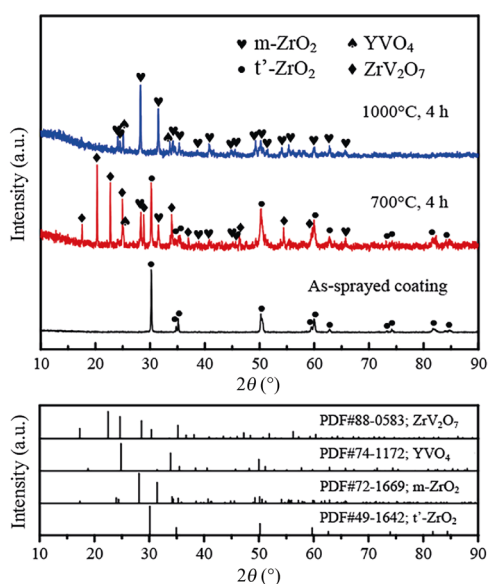 ♥ m-ZrO₂ ♠ YVO₄
● t’-ZrO₂ ♦ ZrV₂O₇
1000°C, 4 h
700°C, 4 h
As-sprayed coating
Intensity (a.u.)
10 20 30 40 50 60 70 80 90
2θ (°)
PDF#88-0583; ZrV₂O₇
PDF#74-1172; YVO₄
PDF#72-1669; m-ZrO₂
PDF#49-1642; t’-ZrO₂
Intensity (a.u.)
10 20 30 40 50 60 70 80 90
2θ (°)